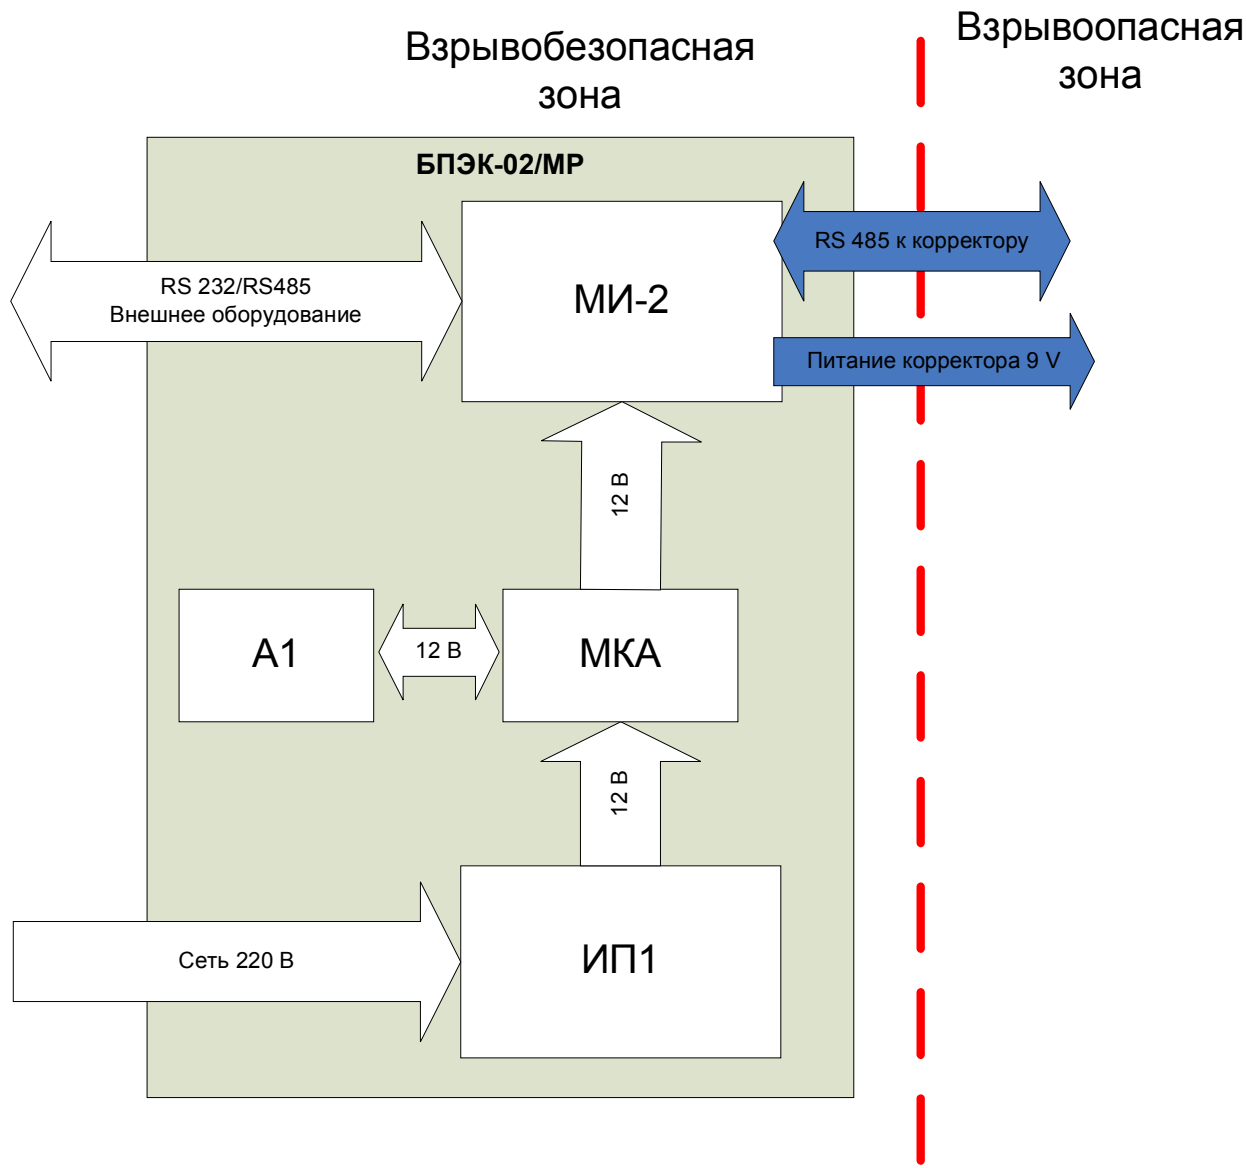 Взрывобезопасная
зона
Взрывоопасная
зона
БПЭК-02/МР
RS 232/RS485
Внешнее оборудование
МИ-2
RS 485 к корректору
Питание корректора 9 V
12 В
А1
12 В
МКА
12 В
Сеть 220 В
ИП1